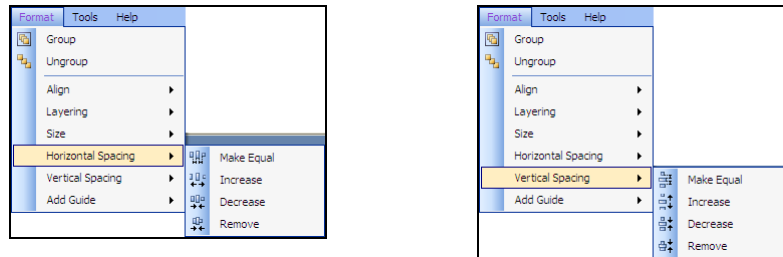 Format Tools Help
Group
Ungroup
Align
Layering
Size
Horizontal Spacing
Make Equal
Vertical Spacing
Increase
Add Guide
Decrease
Remove
Format Tools Help
Group
Ungroup
Align
Layering
Size
Horizontal Spacing
Vertical Spacing
Make Equal
Add Guide
Increase
Decrease
Remove